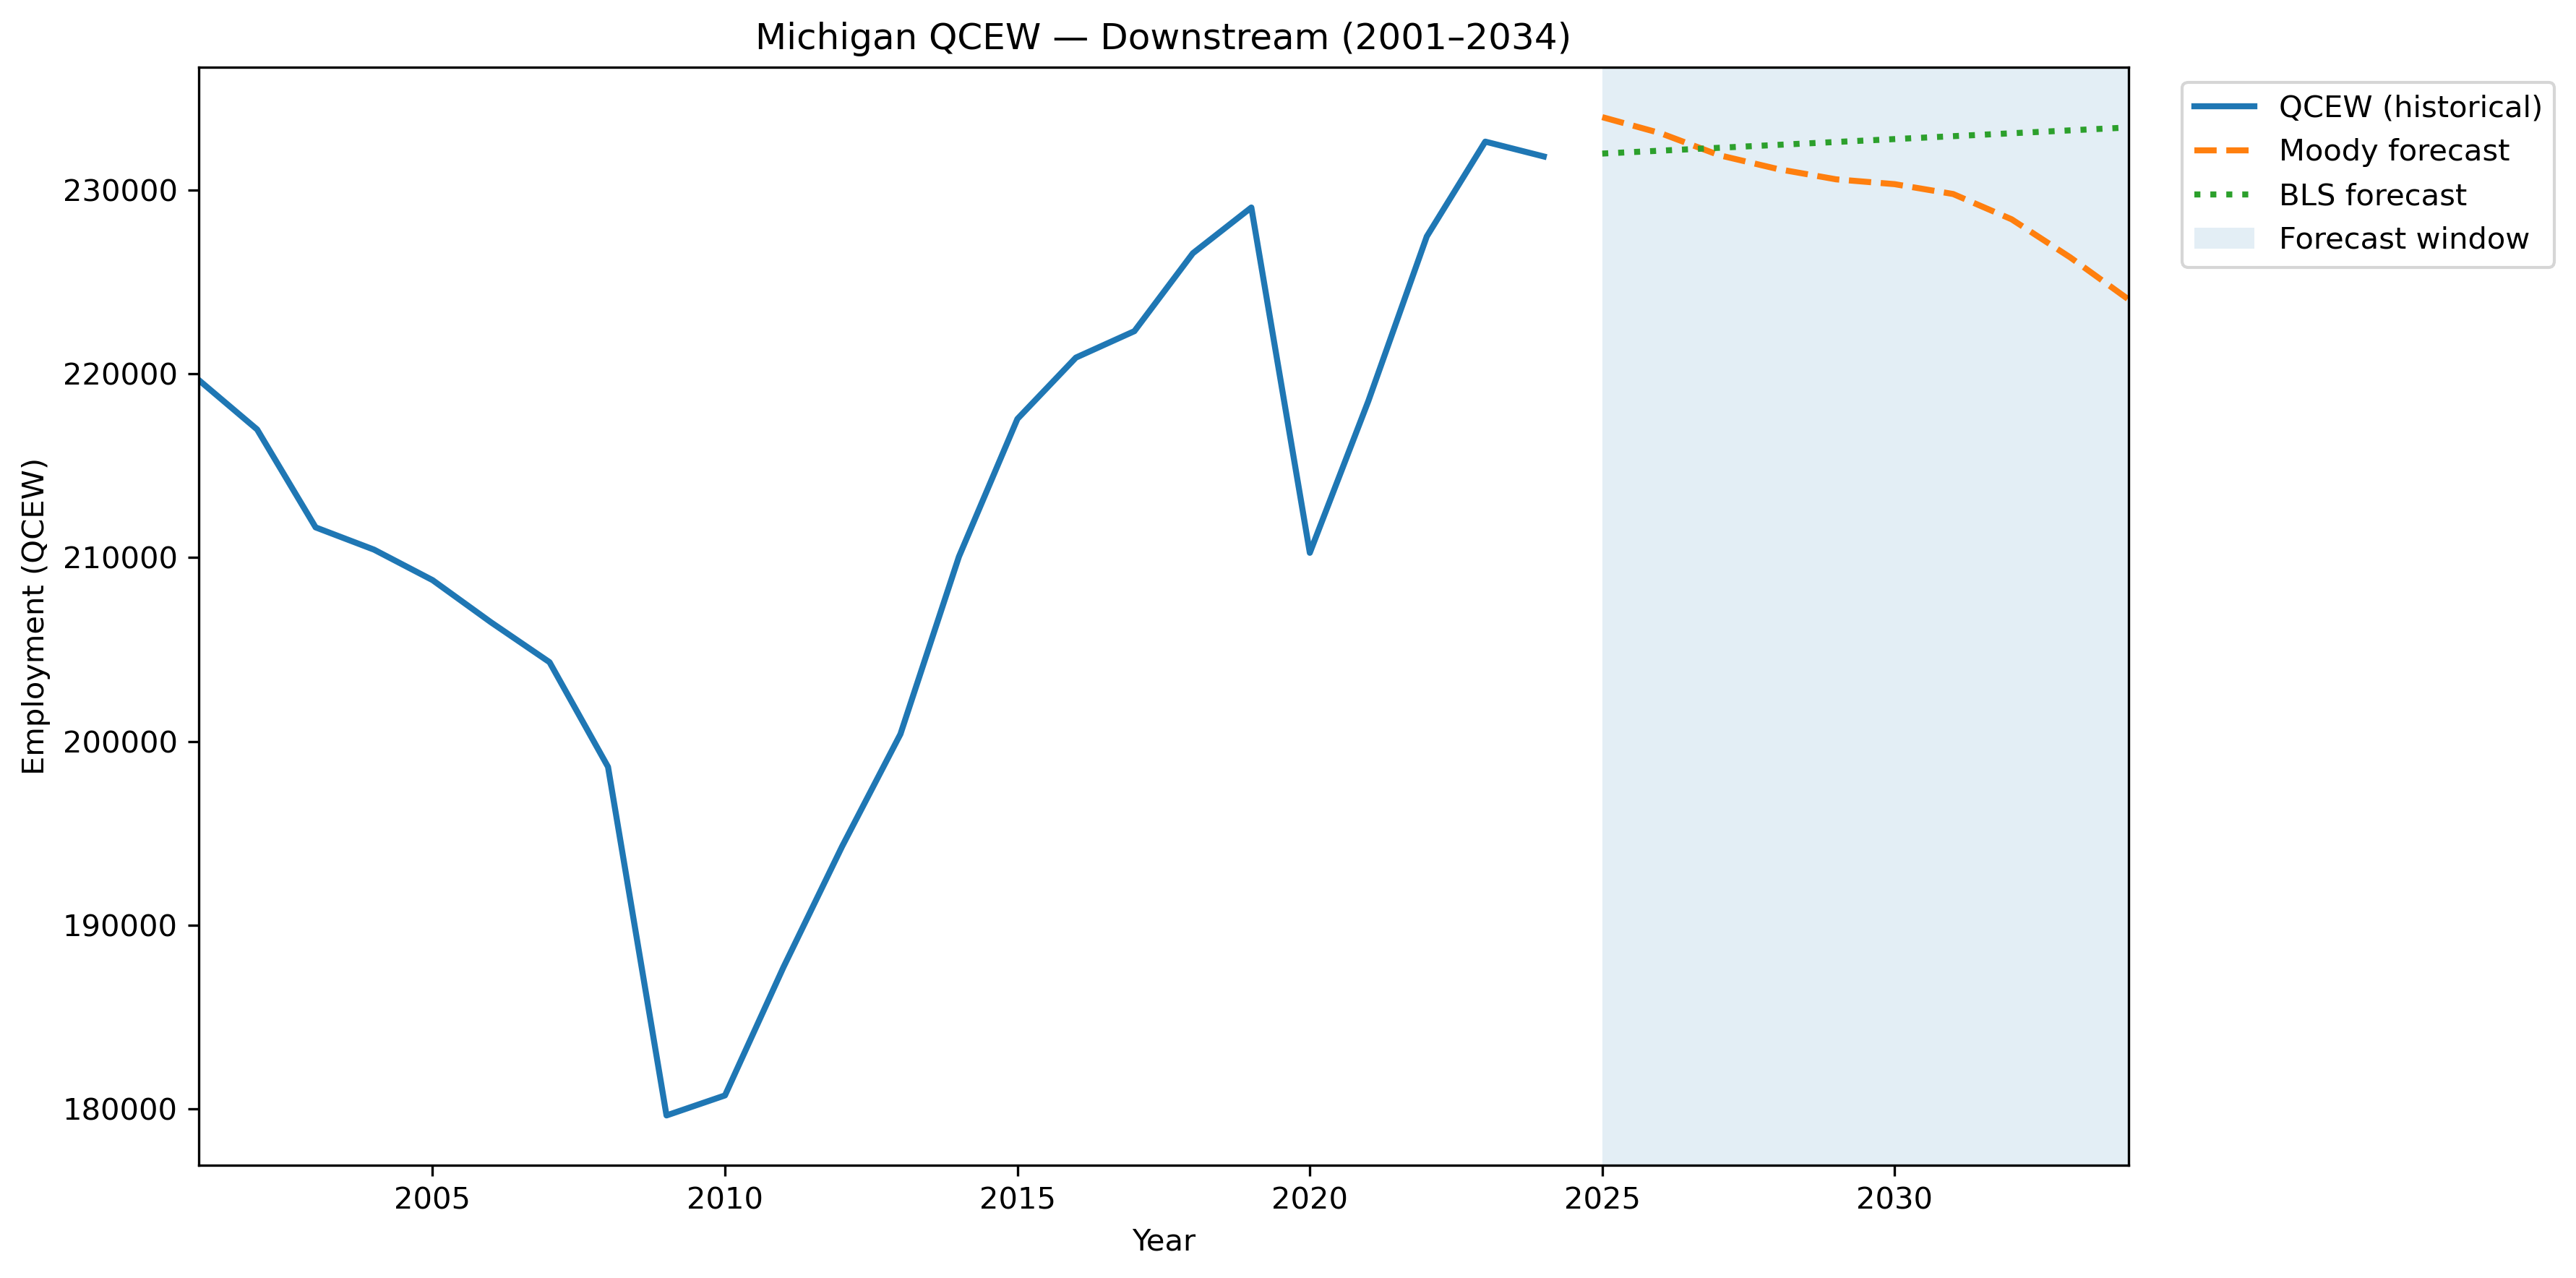 Michigan QCEW — Downstream (2001–2034)
QCEW (historical)
Moody forecast
BLS forecast
Forecast window
Employment (QCEW)
230000
220000
210000
200000
190000
180000
2005
2010
2015
2020
2025
2030
Year